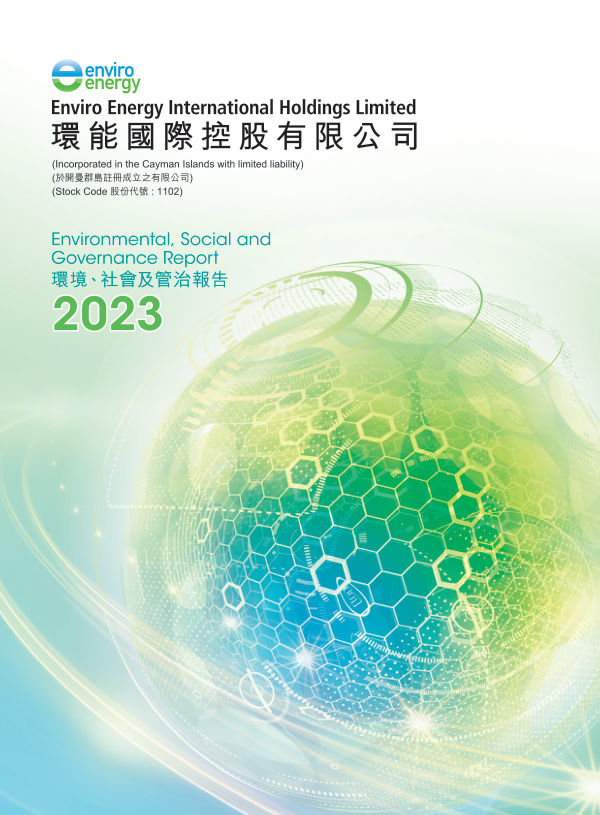 enviro
energy
Enviro Energy International Holdings Limited
環能國際控股有限公司
(Incorporated in the Cayman Islands with limited liability)
(於開曼群島註冊成立之有限公司)
(Stock Code 股份代號 : 1102)
Environmental, Social and
Governance Report
環境、社會及管治報告
2023